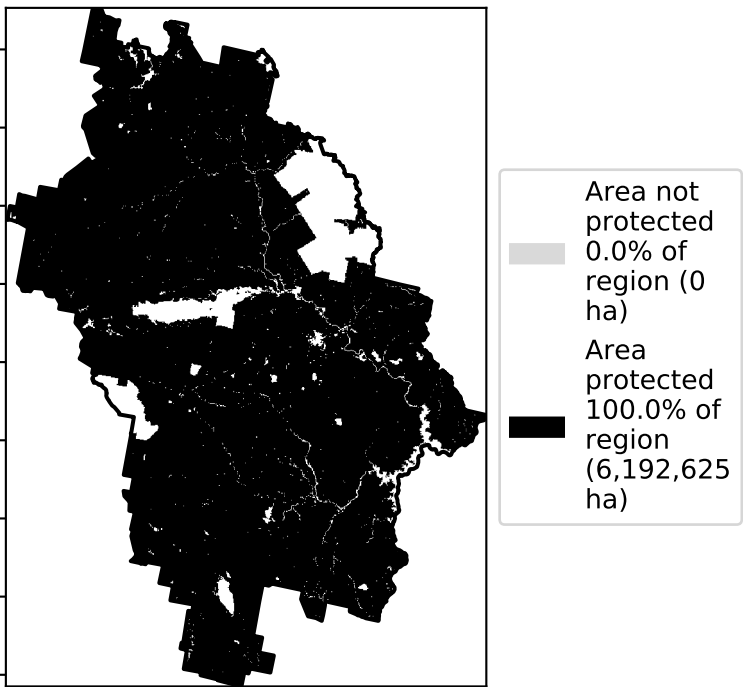 Area not
protected
0.0% of
region (0
ha)
Area
protected
100.0% of
region
(6,192,625
ha)